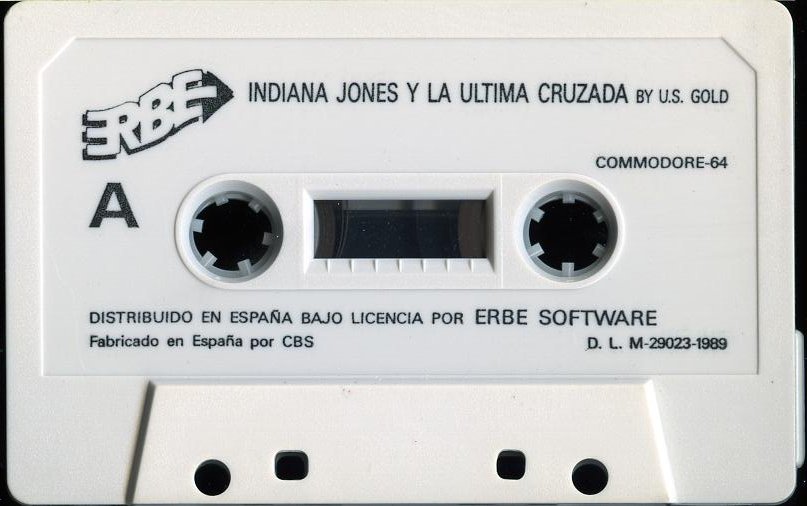 ERBE
INDIANA JONES Y LA ULTIMA CRUZADA BY U.S. GOLD
COMMODORE-64
A
DISTRIBUIDO EN ESPAÑA BAJO LICENCIA POR ERBE SOFTWARE
Fabricado en España por CBS D. L. M-29023-1989